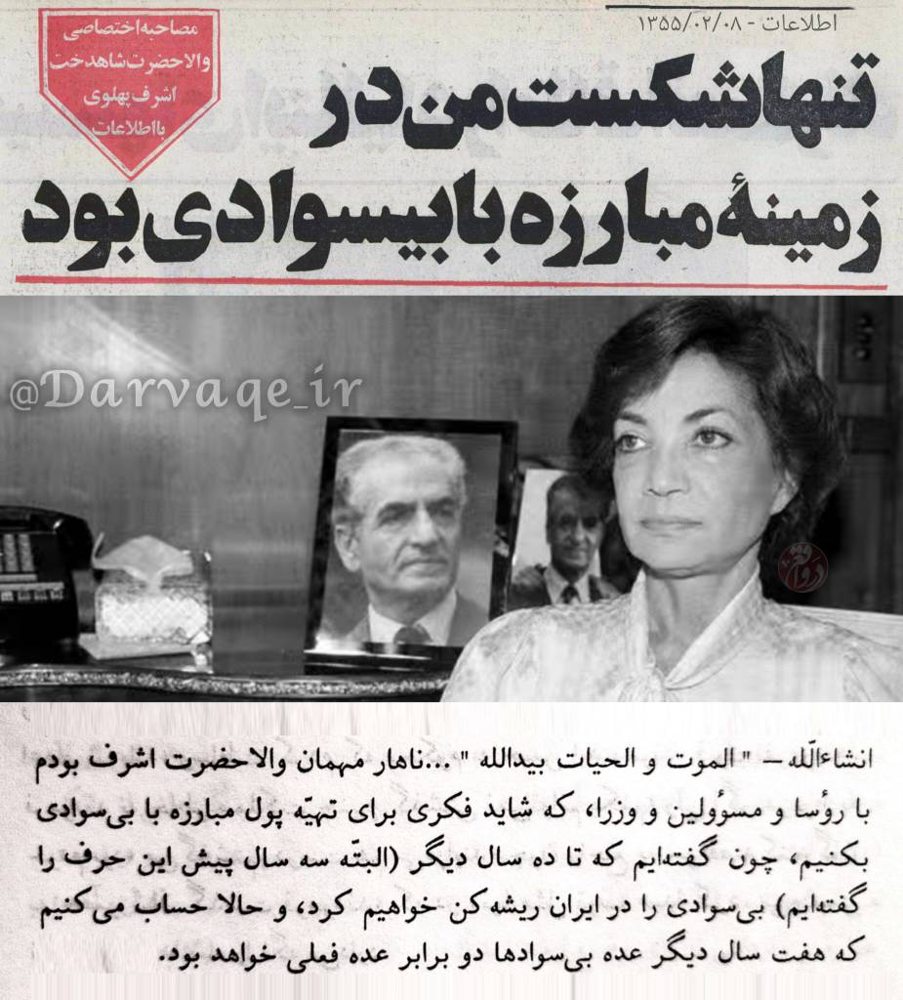 اطلاعات - ۱۳۵۵/۰۲/۰۸
مصاحبه اختصاصی
والاحضرت شاهدخت
اشرف پهلوی
با اطلاعات
تنها شکست من در
زمینهٔ مبارزه با بیسوادی بود
@Darvaqe_ir
درواقع
انشاءالله – " الموت و الحیات بیدالله " ...ناهار مهمان والاحضرت اشرف بودم
با رؤسا و مسؤولین و وزرا، که شاید فکری برای تهیّه پول مبارزه با بی‌سوادی
بکنیم، چون گفته‌ایم که تا ده سال دیگر (البتّه سه سال پیش این حرف را
گفته‌ایم) بی‌سوادی را در ایران ریشه‌کن خواهیم کرد، و حالا حساب می‌کنیم
که هفت سال دیگر عده بی‌سوادها دو برابر عده فعلی خواهد بود.